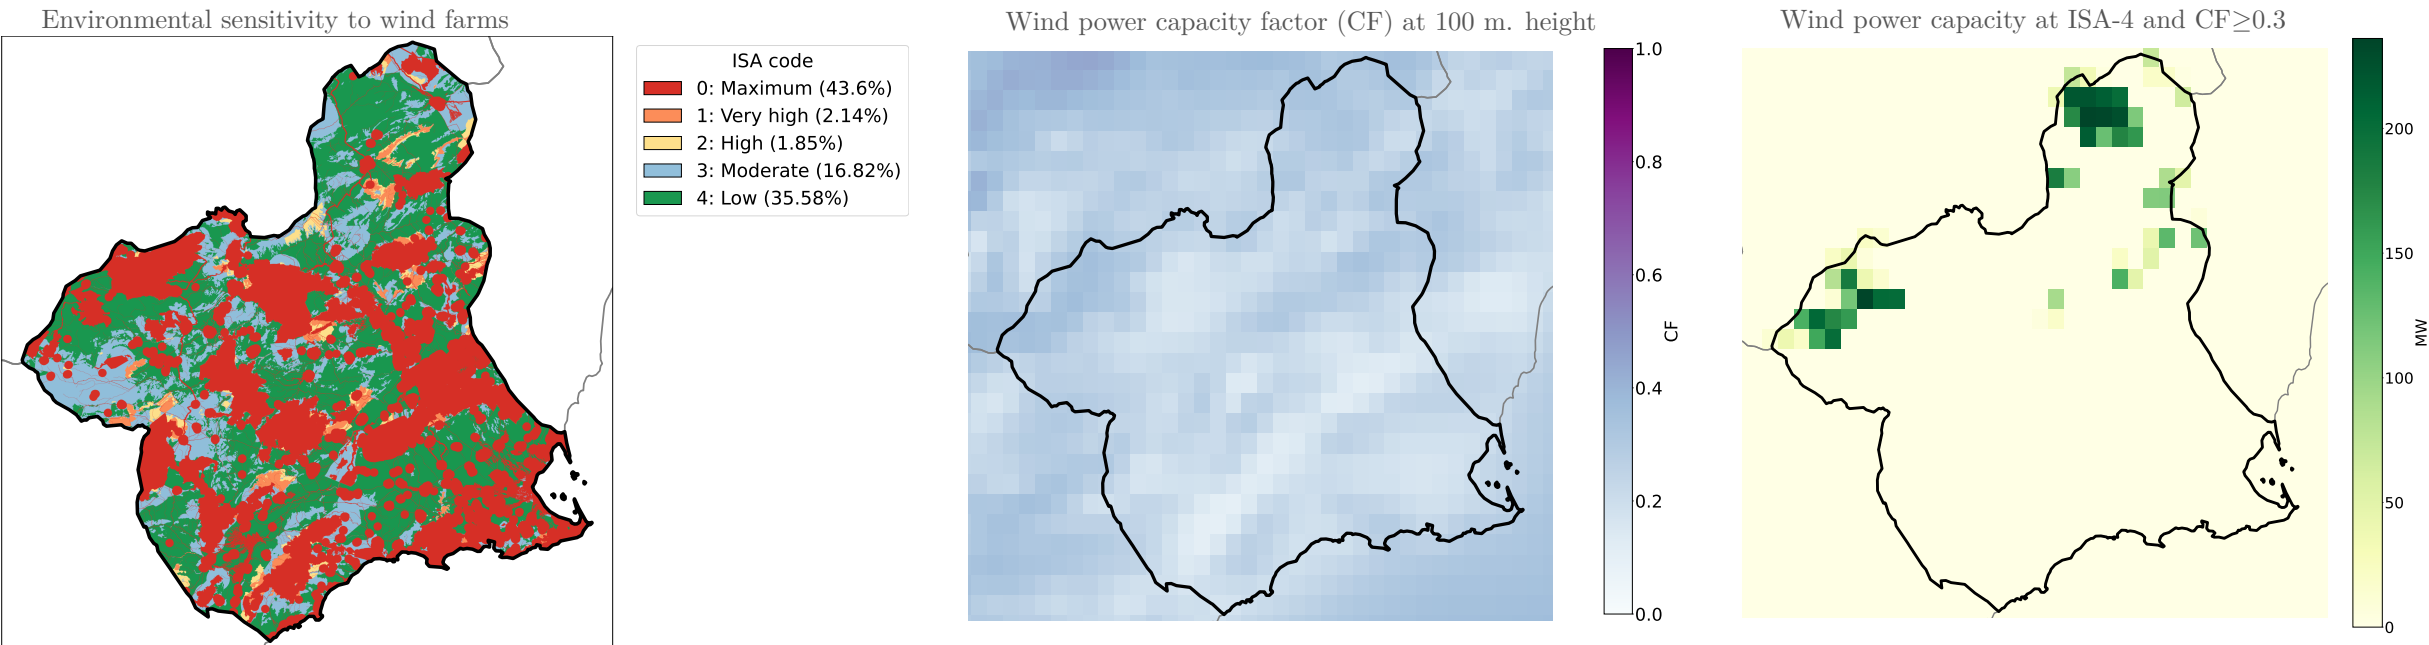 Environmental sensitivity to wind farms
ISA code
0: Maximum (43.6%)
1: Very high (2.14%)
2: High (1.85%)
3: Moderate (16.82%)
4: Low (35.58%)
Wind power capacity factor (CF) at 100 m. height
1.0
0.8
0.6
0.4
0.2
0.0
CF
Wind power capacity at ISA-4 and CF≥0.3
200
150
100
50
0
MW